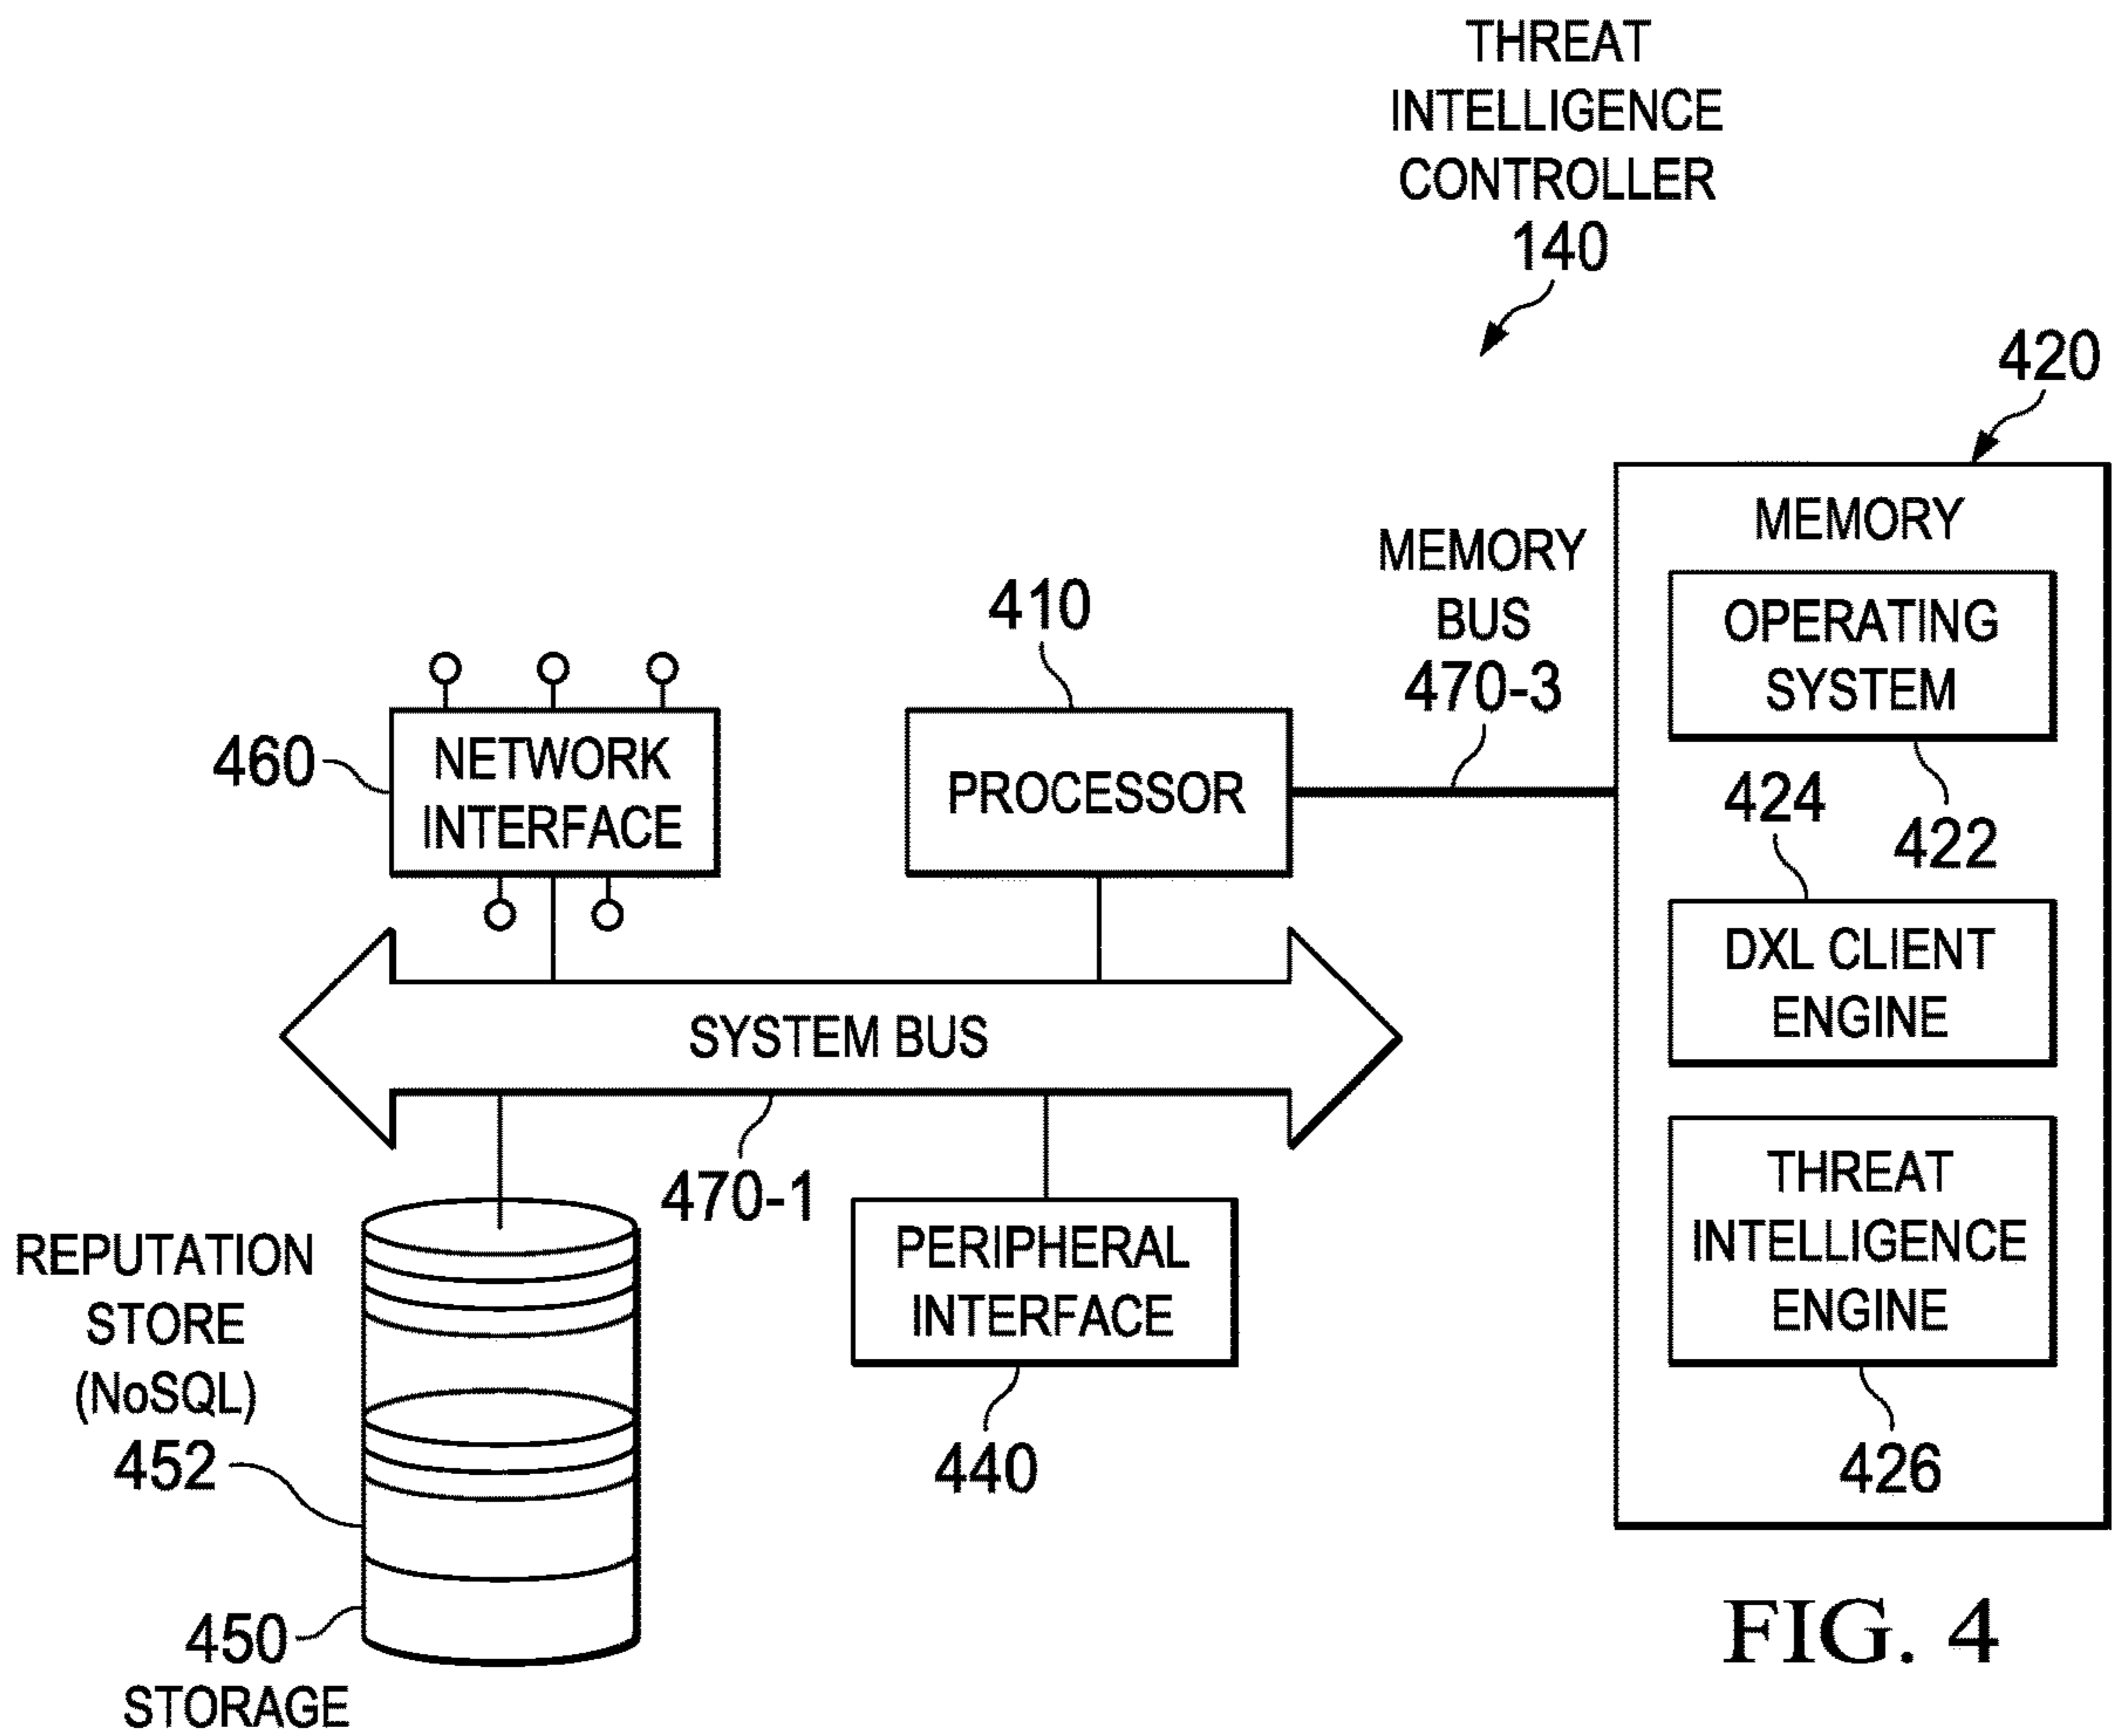 THREAT
INTELLIGENCE
CONTROLLER
140
420
MEMORY
OPERATING
SYSTEM
422
424
DXL CLIENT
ENGINE
THREAT
INTELLIGENCE
ENGINE
426
MEMORY
BUS
470-3
410
PROCESSOR
460
NETWORK
INTERFACE
SYSTEM BUS
470-1
REPUTATION
STORE
(NoSQL)
452
450
STORAGE
PERIPHERAL
INTERFACE
440
FIG. 4